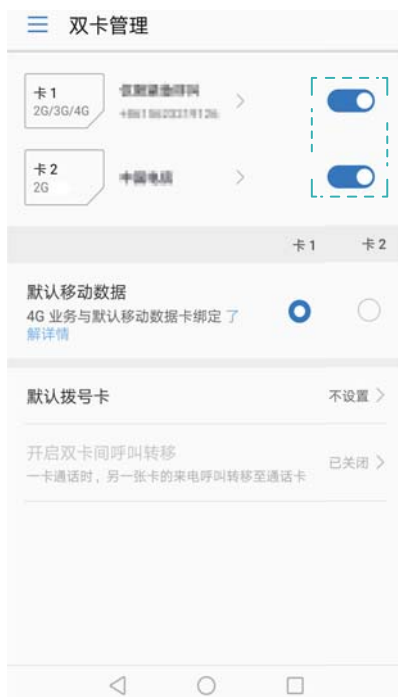 双卡管理
卡 1
2G/3G/4G
卡 2
2G
中国电信
卡 1 卡 2
默认移动数据
4G 业务与默认移动数据卡绑定 了
解详情
默认拨号卡
不设置
开启双卡间呼叫转移
一卡通话时，另一张卡的来电呼叫转移至通话卡
已关闭